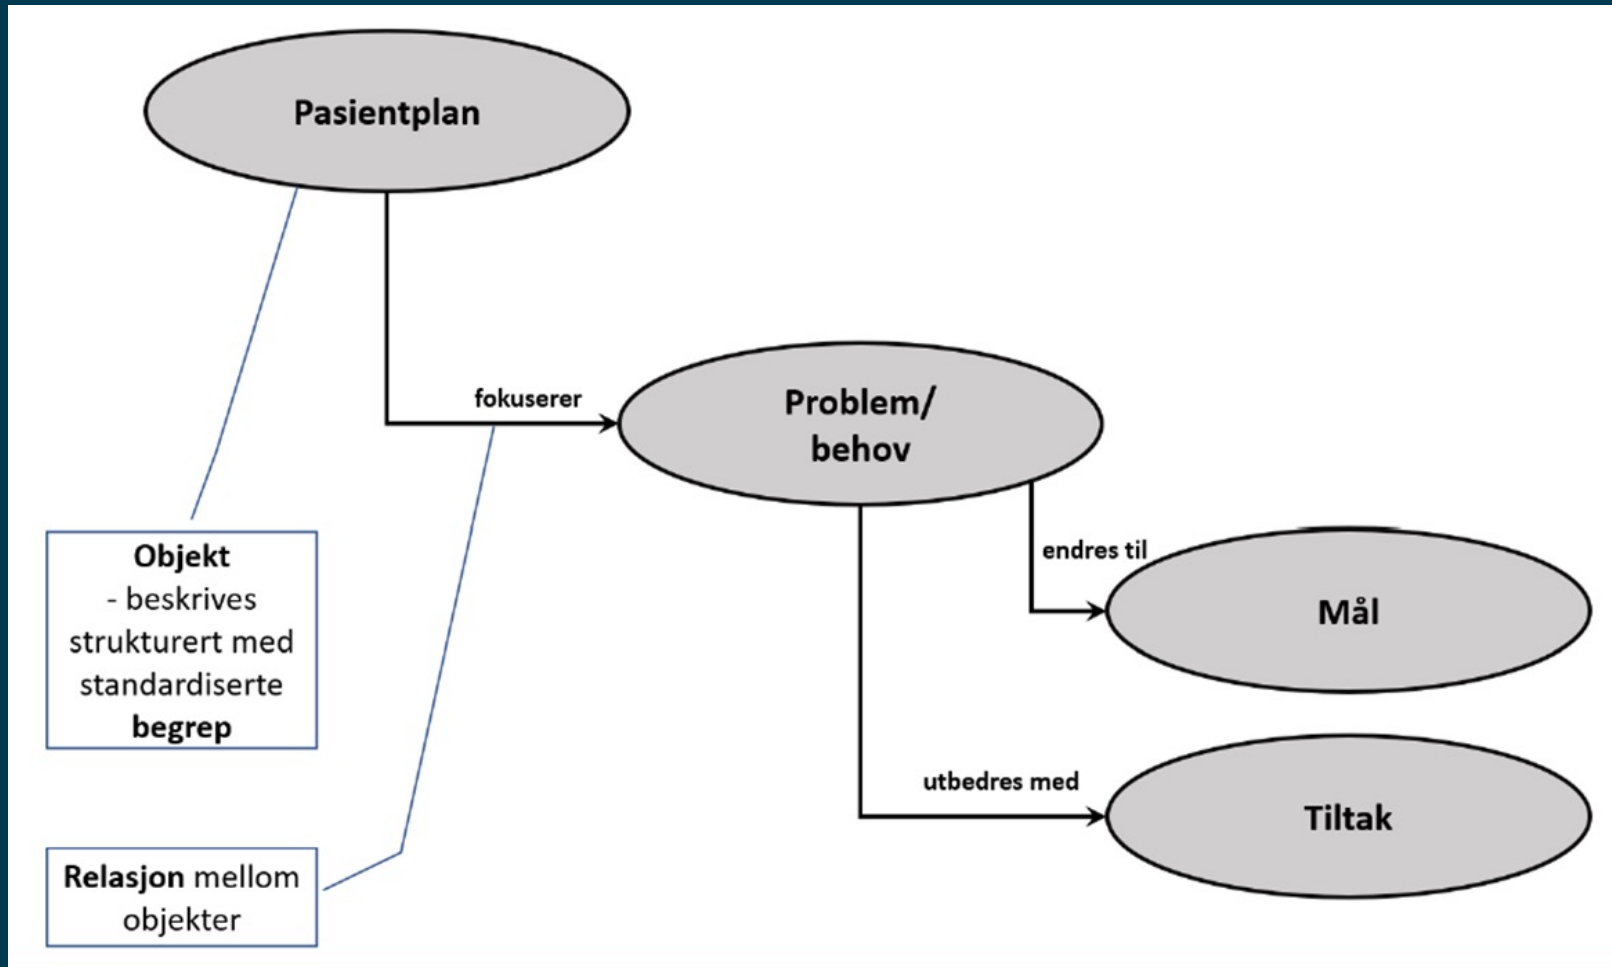 Pasientplan
fokuserer
Problem/
behov
endres til
Mål
utbedres med
Tiltak
Objekt
- beskrives
strukturert med
standardiserte
begrep
Relasjon mellom
objekter